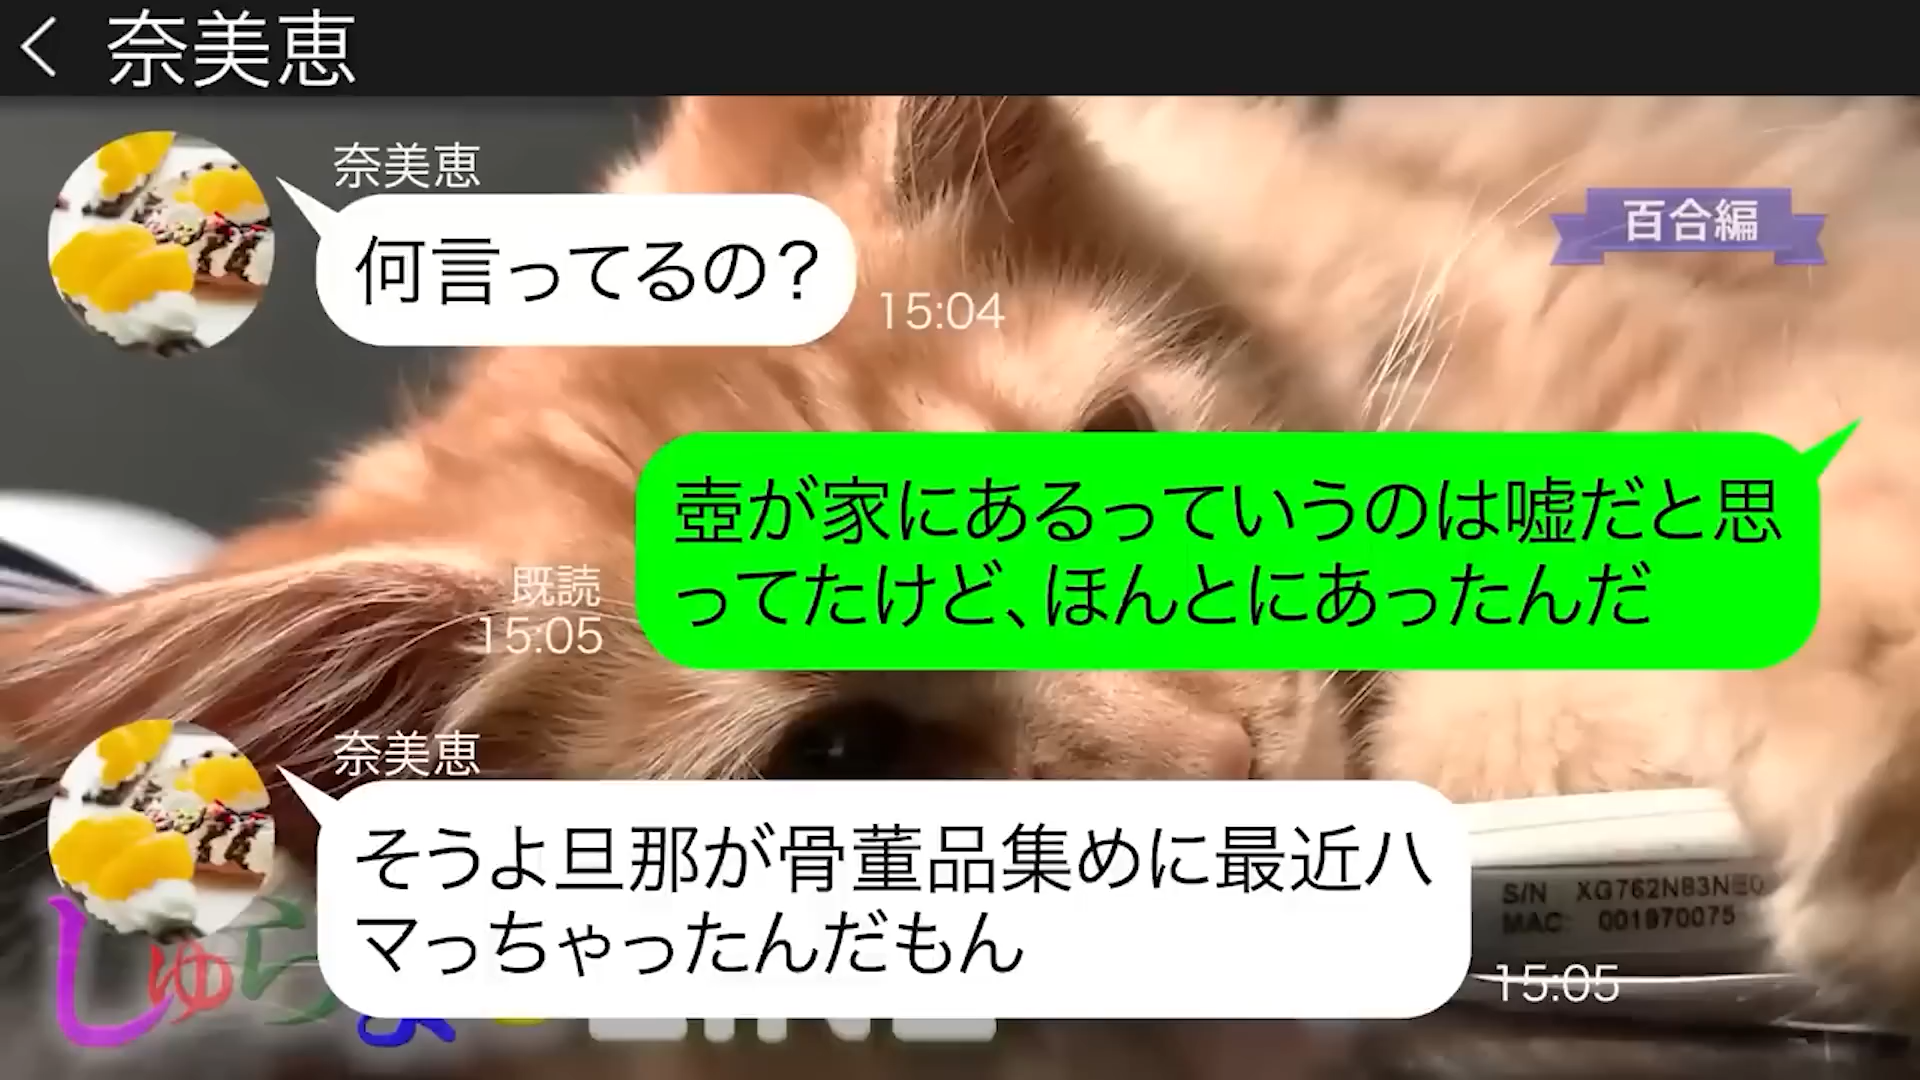 奈美恵
奈美恵
百合編
何言ってるの？
15:04
壺が家にあるっていうのは嘘だと思
ってたけど、ほんとにあったんだ
既読
15:05
奈美恵
そうよ旦那が骨董品集めに最近ハ
マっちゃったんだもん
S/N XG762N83NE0
MAC 001970075
15:05
しゅら